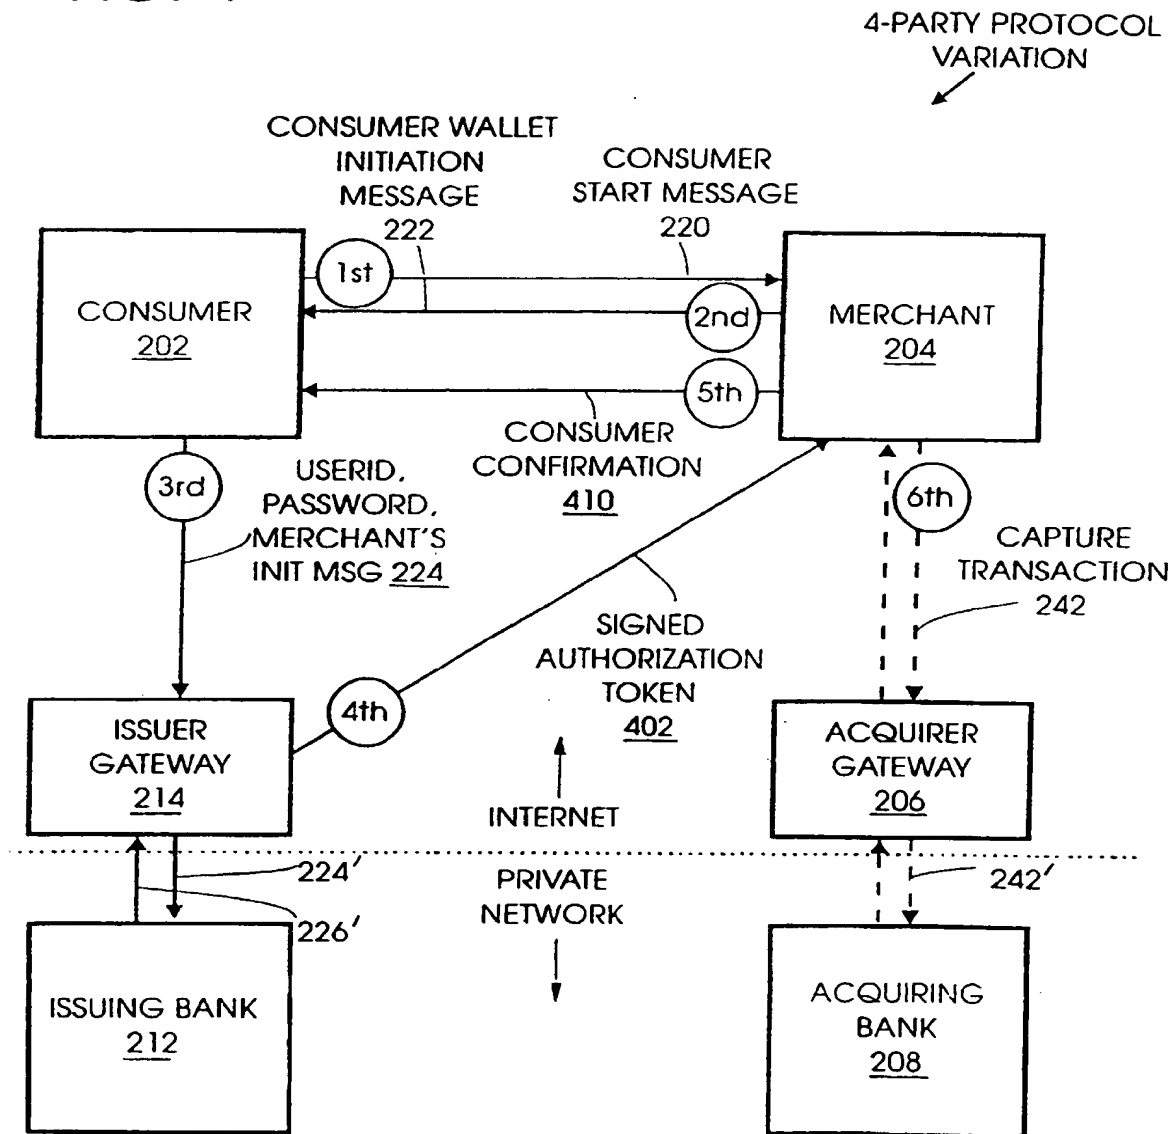 4-PARTY PROTOCOL
VARIATION
CONSUMER WALLET
INITIATION
MESSAGE
222
CONSUMER
START MESSAGE
220
1st
CONSUMER
202
2nd
MERCHANT
204
5th
CONSUMER
CONFIRMATION
410
3rd
USERID,
PASSWORD,
MERCHANT'S
INIT MSG 224
6th
CAPTURE
TRANSACTION
242
SIGNED
AUTHORIZATION
TOKEN
402
4th
ISSUER
GATEWAY
214
ACQUIRER
GATEWAY
206
INTERNET
PRIVATE
NETWORK
224'
226'
242'
ISSUING BANK
212
ACQUIRING
BANK
208